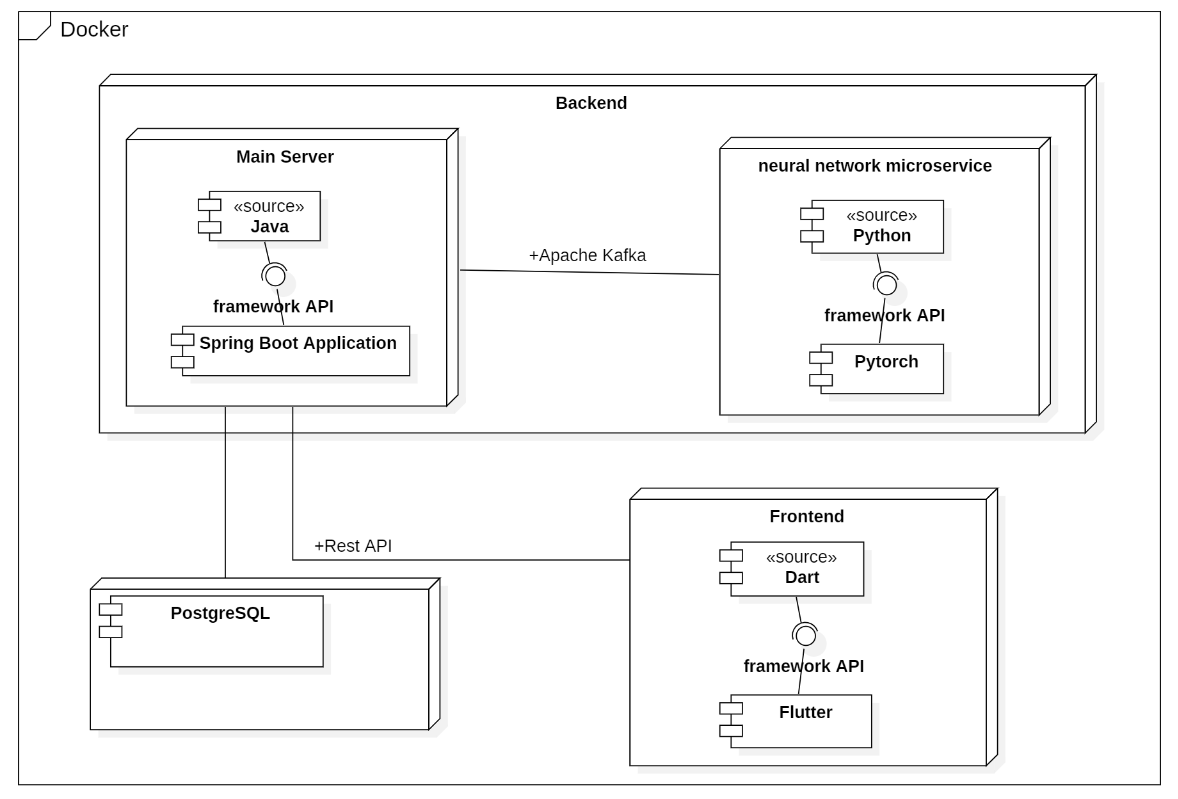 Docker
Backend
Main Server
«source»
Java
framework API
Spring Boot Application
+Apache Kafka
neural network microservice
«source»
Python
framework API
Pytorch
+Rest API
PostgreSQL
Frontend
«source»
Dart
framework API
Flutter